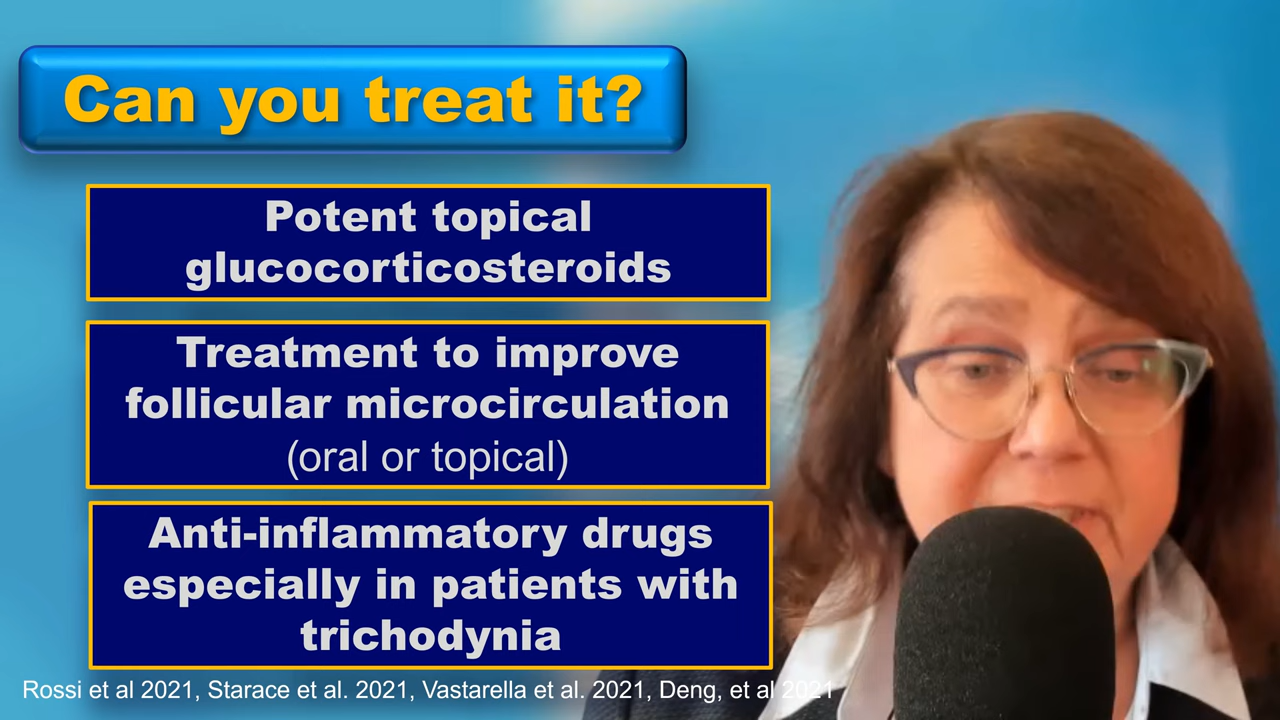 Can you treat it?
Potent topical
glucocorticosteroids
Treatment to improve
follicular microcirculation
(oral or topical)
Anti-inflammatory drugs
especially in patients with
trichodynia
Rossi et al 2021, Starace et al. 2021, Vastarella et al. 2021, Deng, et al 2021